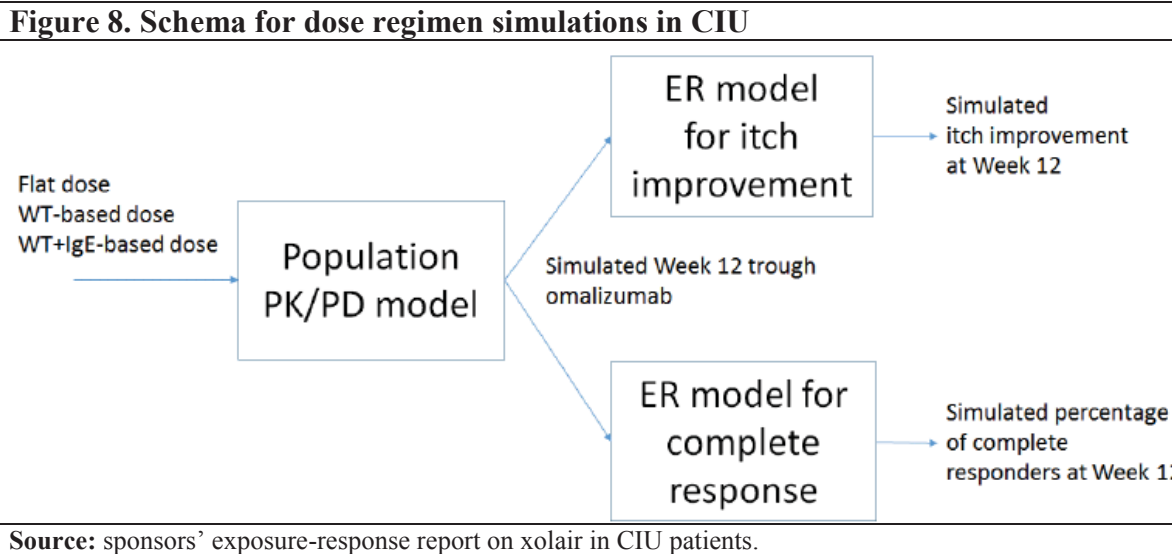 Figure 8. Schema for dose regimen simulations in CIU
Flat dose
WT-based dose
WT+IgE-based dose
Population
PK/PD model
ER model
for itch
improvement
Simulated
itch improvement
at Week 12
Simulated Week 12 trough
omalizumab
ER model for
complete
response
Simulated percentage
of complete
responders at Week 12
Source: sponsors’ exposure-response report on xolair in CIU patients.